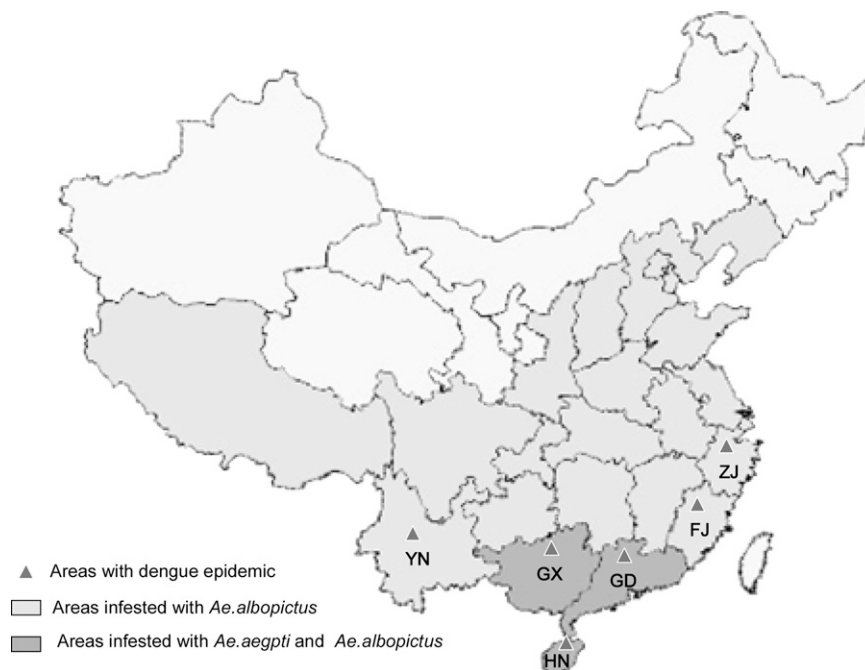 ZJ
FJ
YN
GX
GD
HN
Areas with dengue epidemic
Areas infested with Ae.albopictus
Areas infested with Ae.aegpti and Ae.albopictus